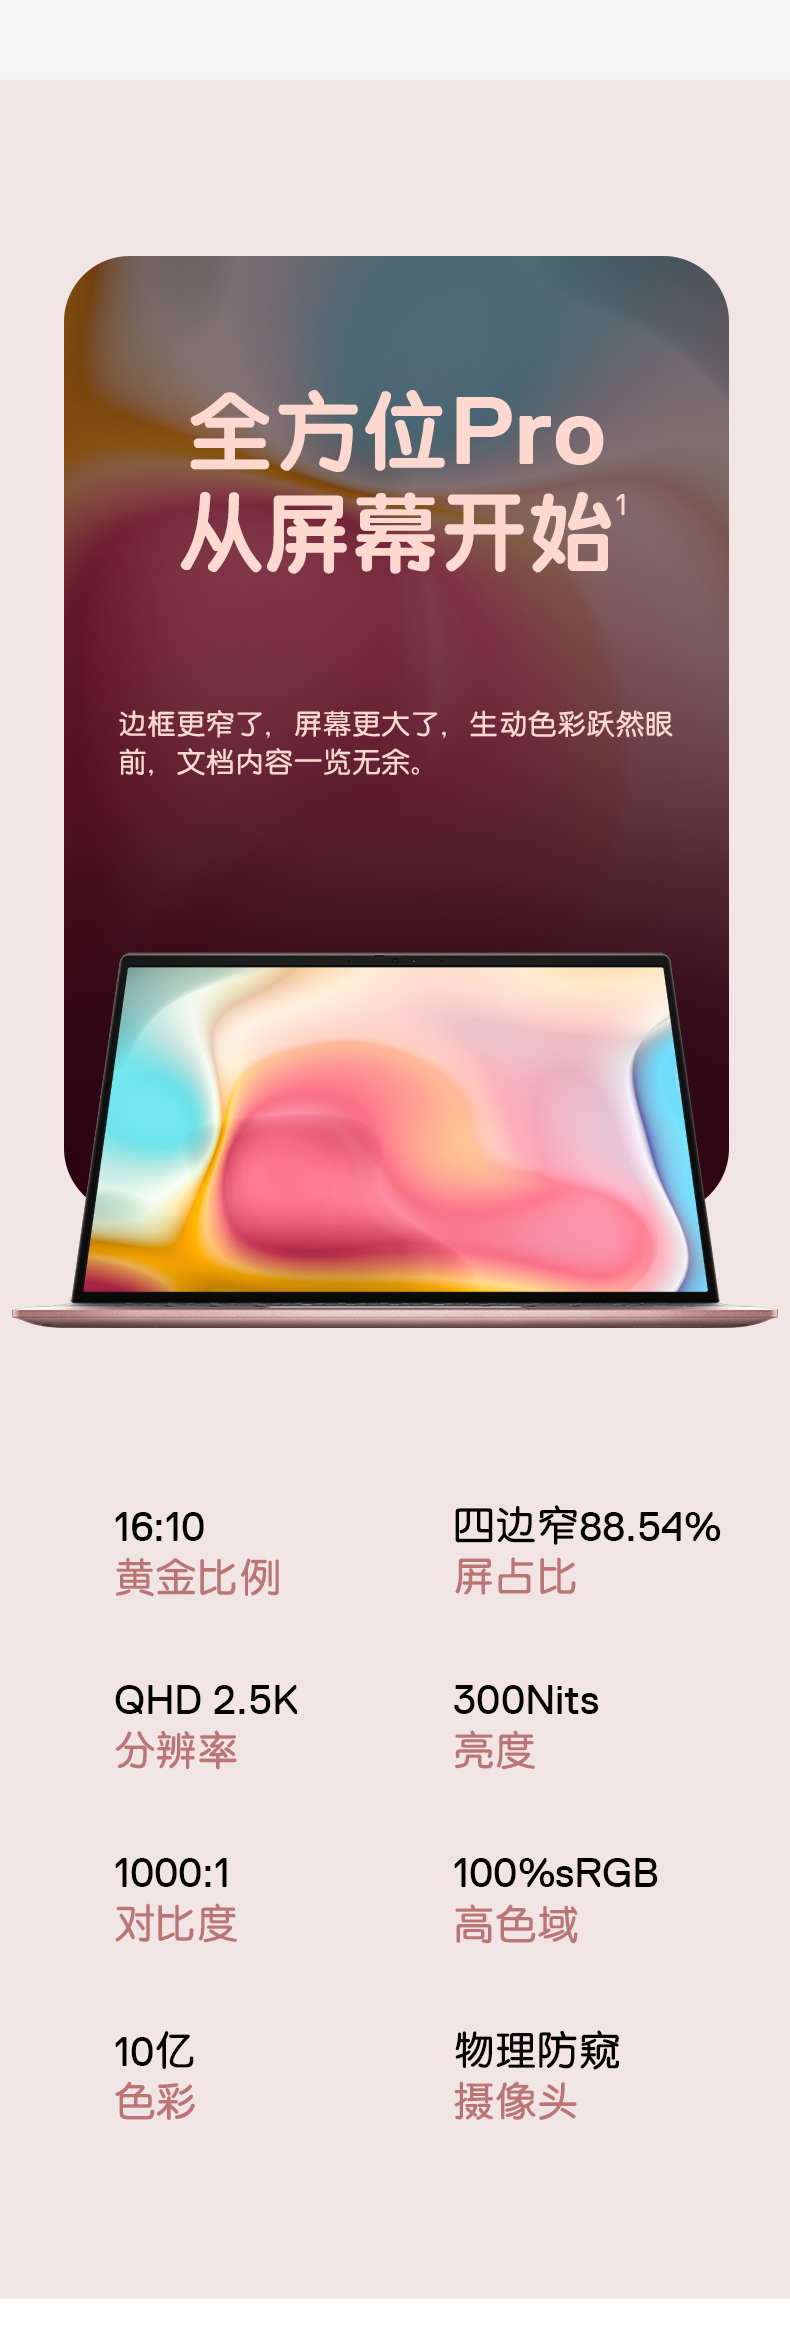 全方位Pro
从屏幕开始1
边框更窄了，屏幕更大了，生动色彩跃然眼
前，文档内容一览无余。
16:10
四边窄88.54%
黄金比例
屏占比
QHD 2.5K
300Nits
分辨率
亮度
1000:1
100%sRGB
对比度
高色域
10亿
物理防窥
色彩
摄像头